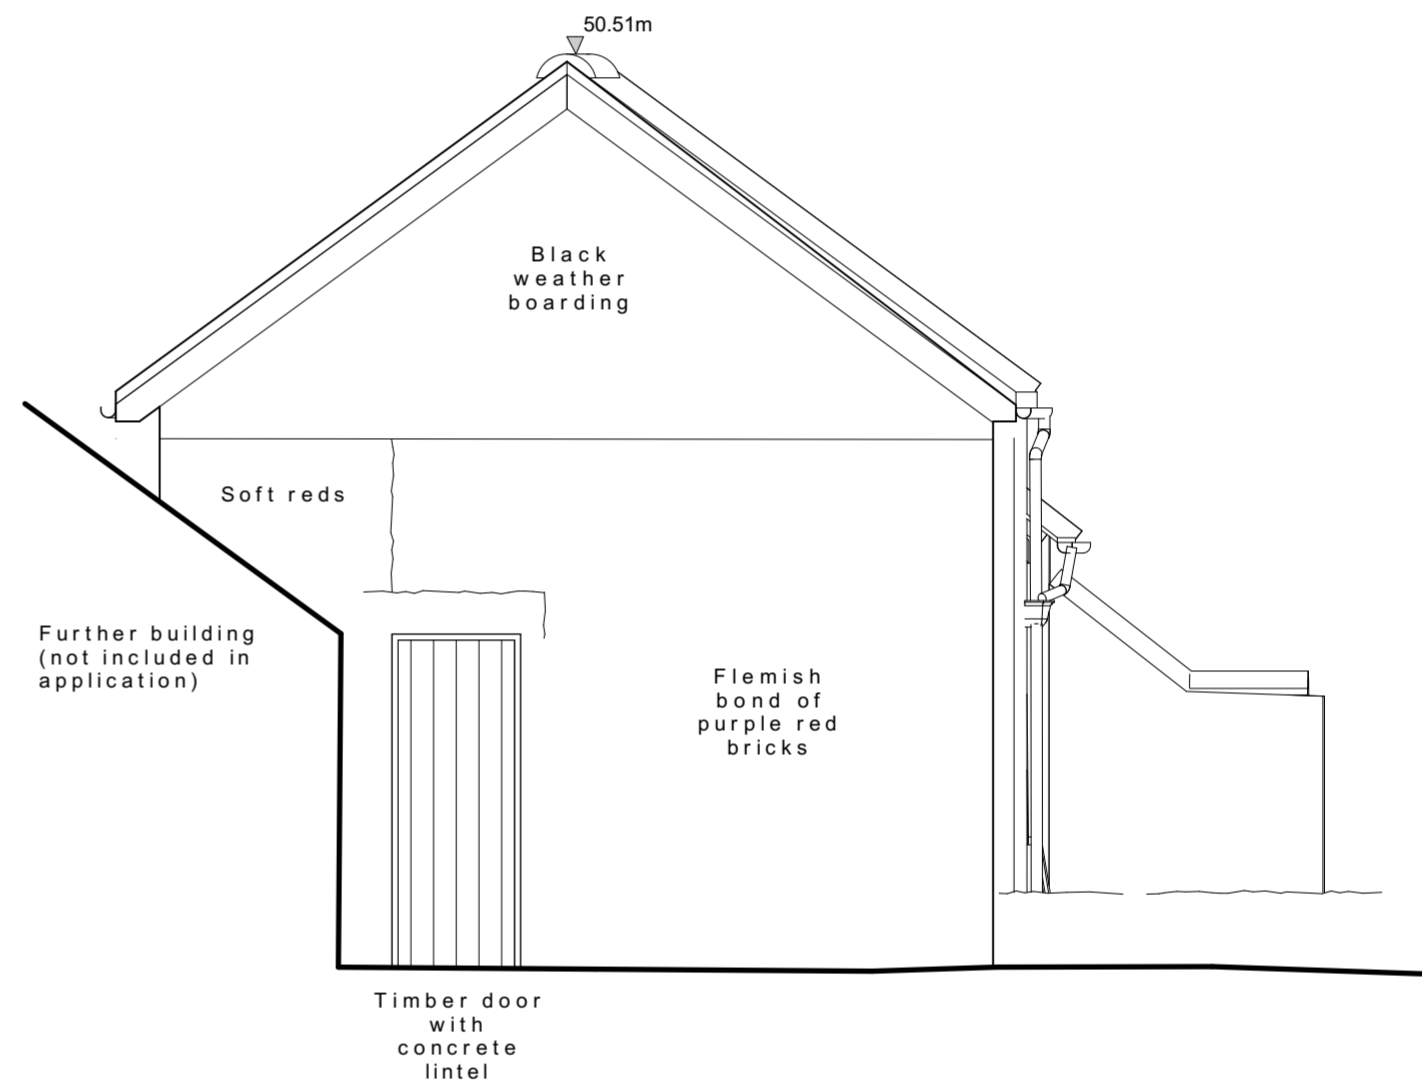 50.51m
Black
weather
boarding
Soft reds
Further building
(not included in
application)
Flemish
bond of
purple red
bricks
Timber door
with
concrete
lintel